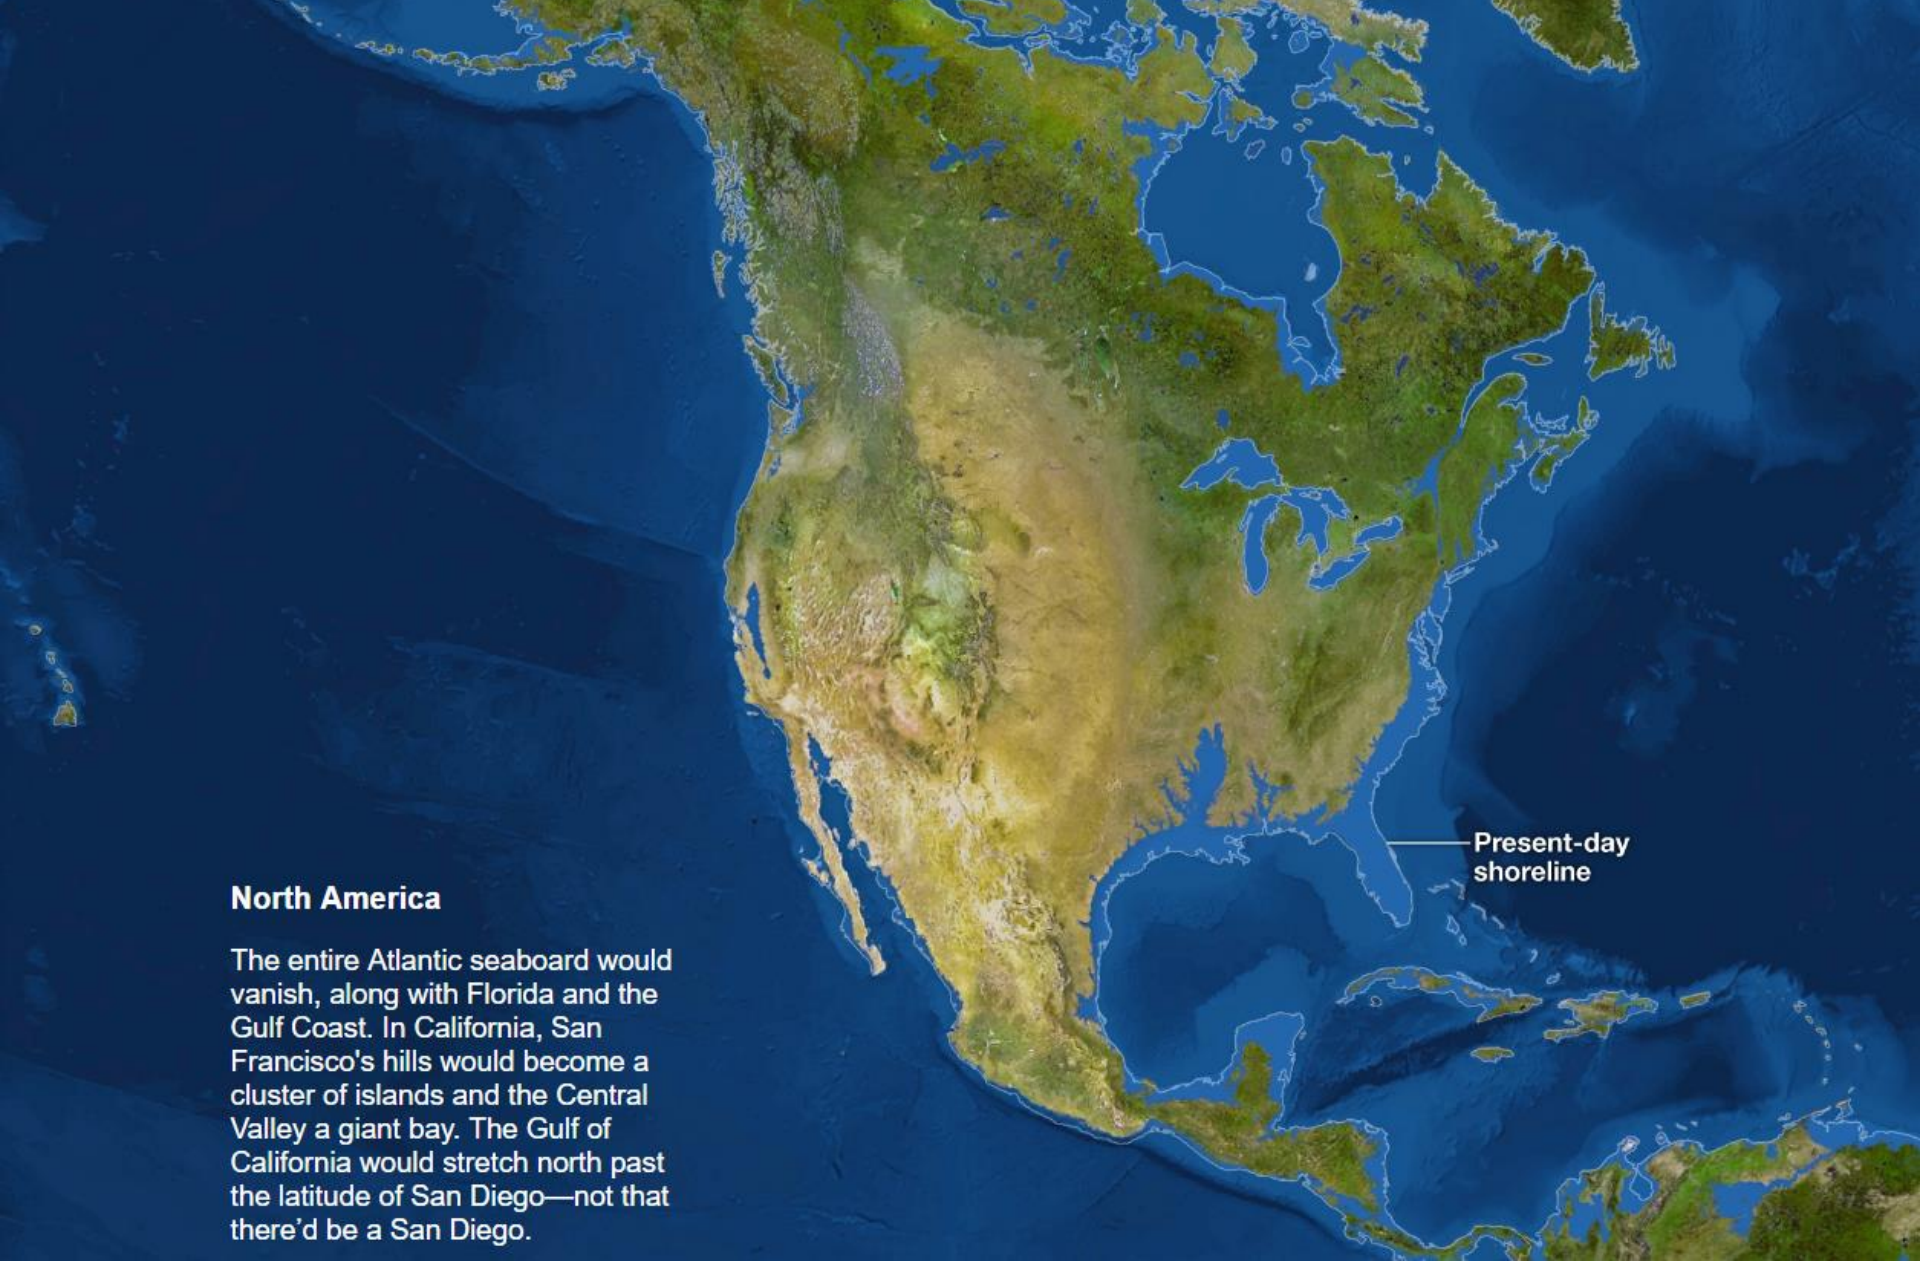 Present-day
shoreline
North America
The entire Atlantic seaboard would
vanish, along with Florida and the
Gulf Coast. In California, San
Francisco's hills would become a
cluster of islands and the Central
Valley a giant bay. The Gulf of
California would stretch north past
the latitude of San Diego—not that
there’d be a San Diego.